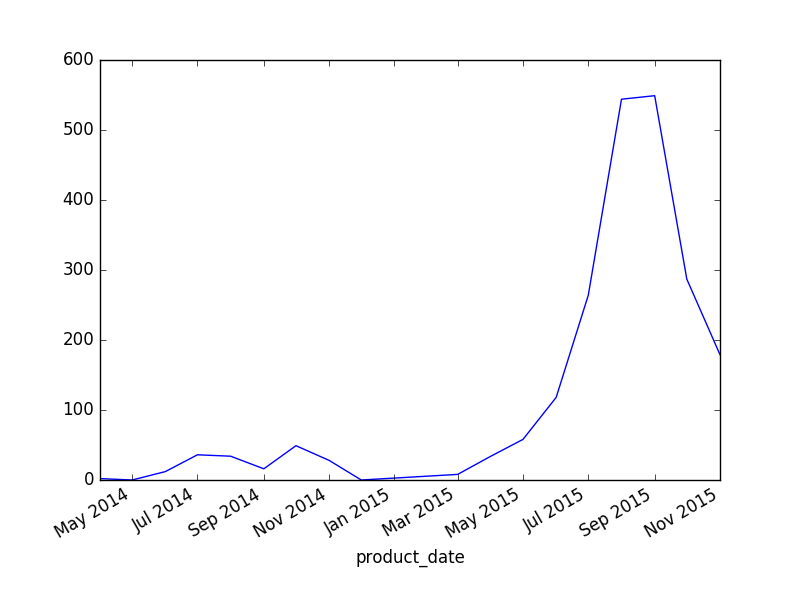 600
500
400
300
200
100
0
May 2014
Jul 2014
Sep 2014
Nov 2014
Jan 2015
Mar 2015
May 2015
Jul 2015
Sep 2015
Nov 2015
product_date